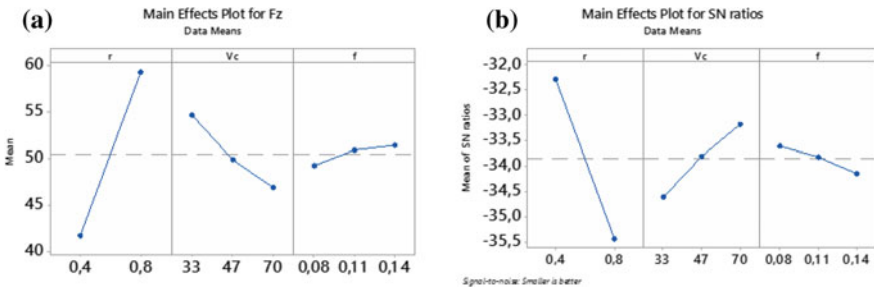 (a)
Main Effects Plot for Fz
Data Means
r Vc f
Mean
60
55
50
45
40
0,4 0,8 33 47 70 0,08 0,11 0,14
(b)
Main Effects Plot for SN ratios
Data Means
r Vc f
Mean of SN ratios
-32,0
-32,5
-33,0
-33,5
-34,0
-34,5
-35,0
-35,5
0,4 0,8 33 47 70 0,08 0,11 0,14
Signal-to-noise: Smaller is better